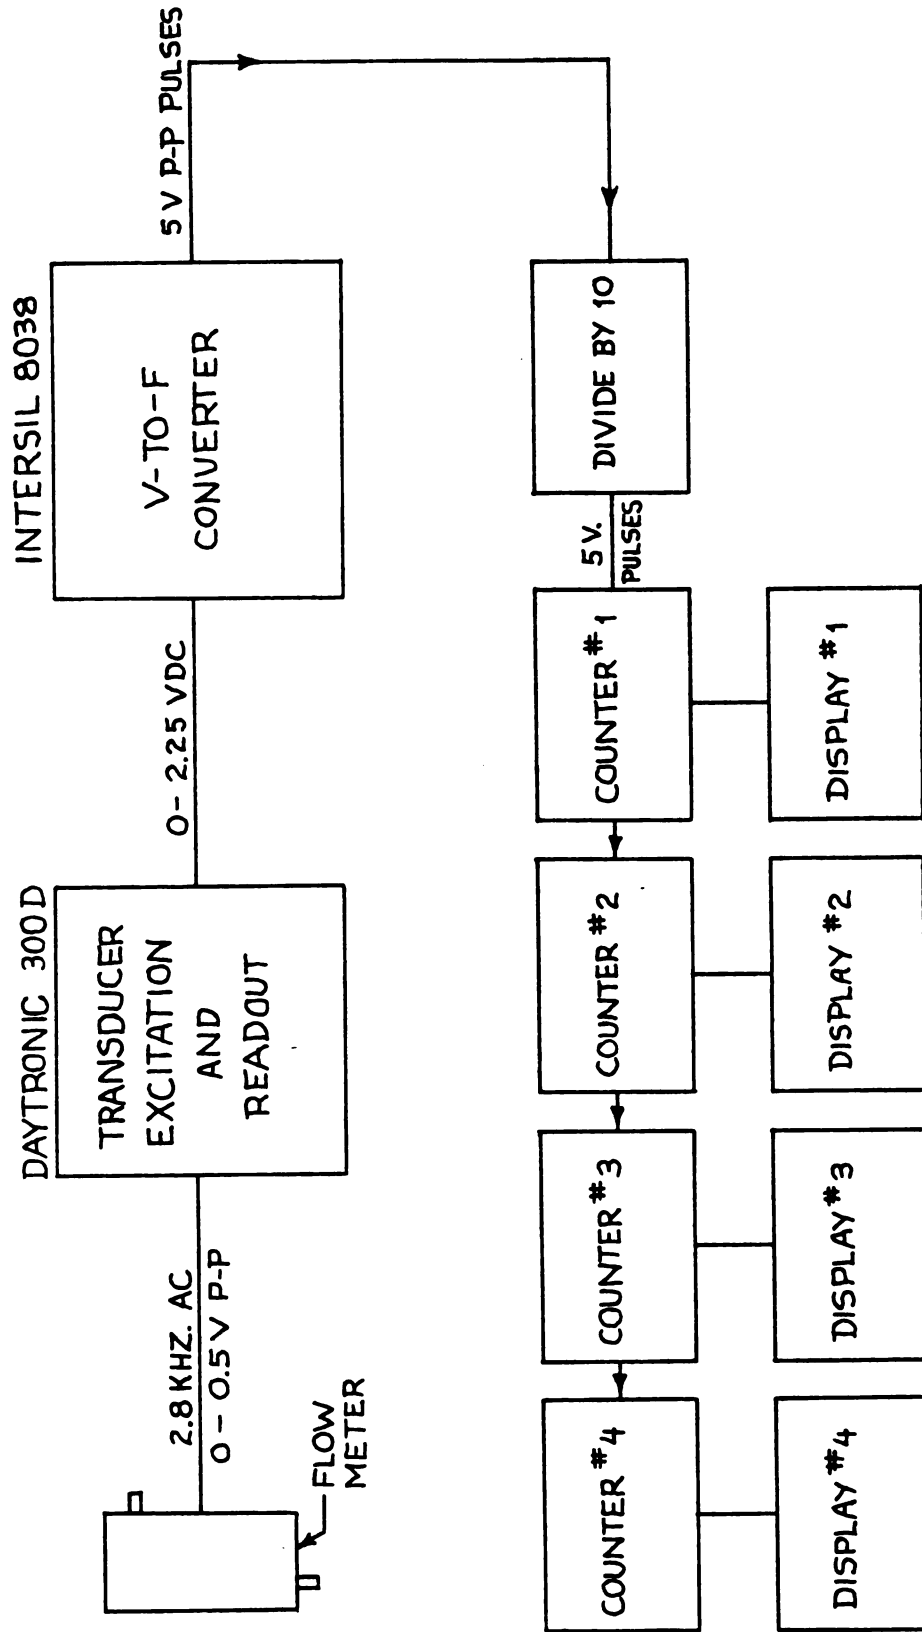 DAYTRONIC 300D
INTERSIL 8038
2.8 KHZ. AC
0 - 0.5 V P-P
FLOW
METER
TRANSDUCER
EXCITATION
AND
READOUT
0 - 2.25 VDC
V-TO-F
CONVERTER
5 V P-P PULSES
COUNTER #4
COUNTER #3
COUNTER #2
COUNTER #1
5 V.
PULSES
DIVIDE BY 10
DISPLAY #4
DISPLAY #3
DISPLAY #2
DISPLAY #1